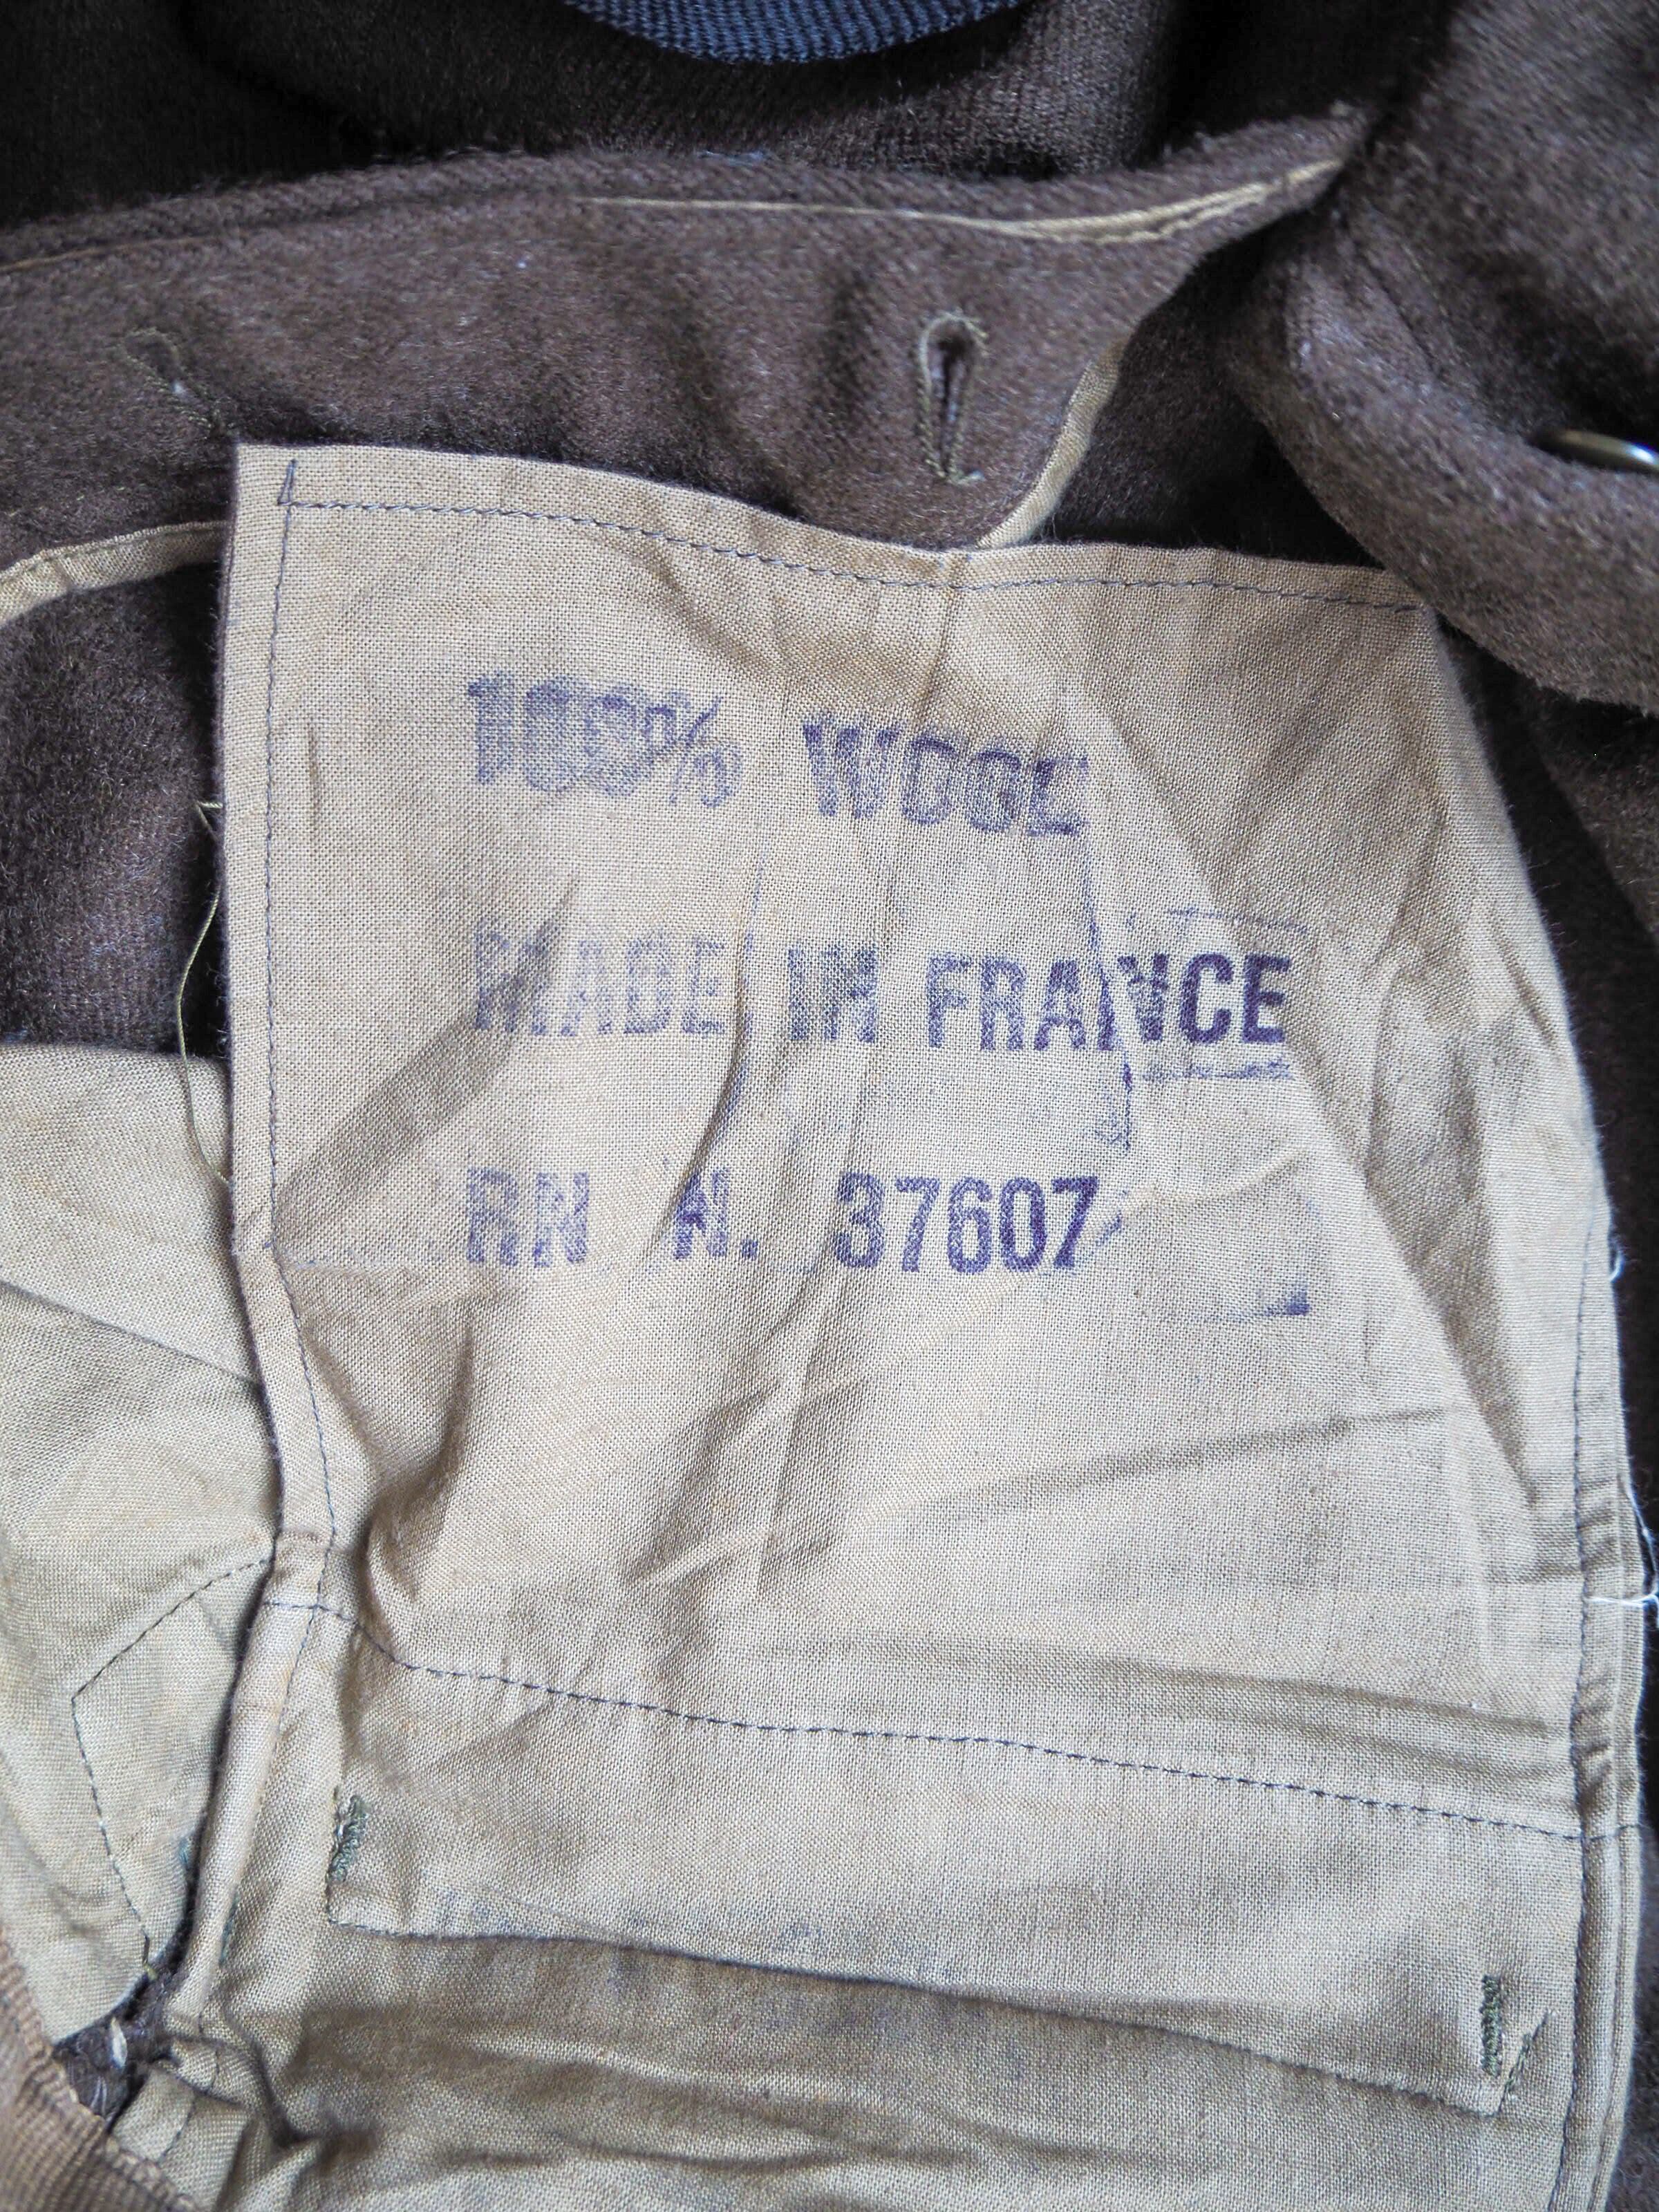 100% WOOL
MADE IN FRANCE
RN N. 37607